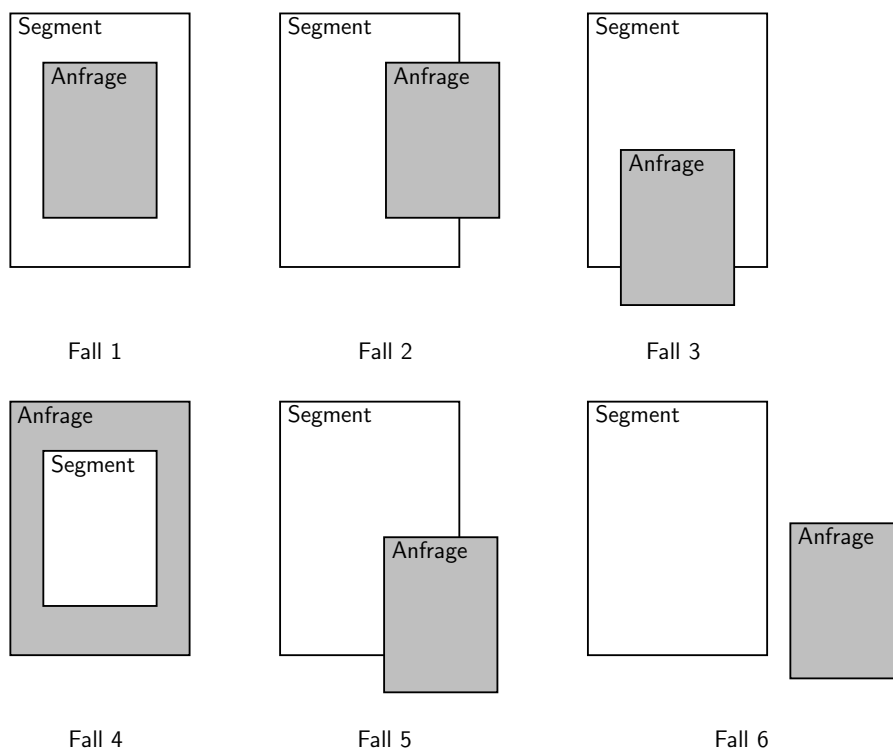 Segment
Anfrage
Segment
Anfrage
Segment
Anfrage
Fall 1
Fall 2
Fall 3
Anfrage
Segment
Segment
Anfrage
Segment
Anfrage
Fall 4
Fall 5
Fall 6